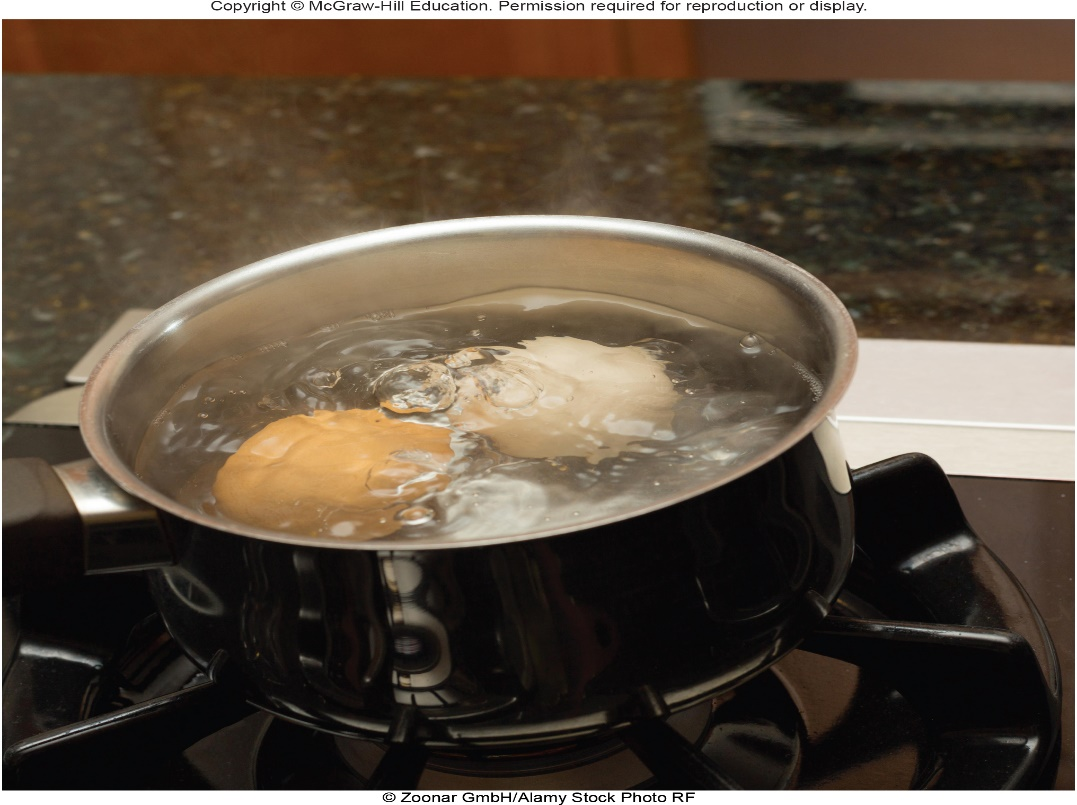 Copyright © McGraw-Hill Education. Permission required for reproduction or display.
© Zoonar GmbH/Alamy Stock Photo RF